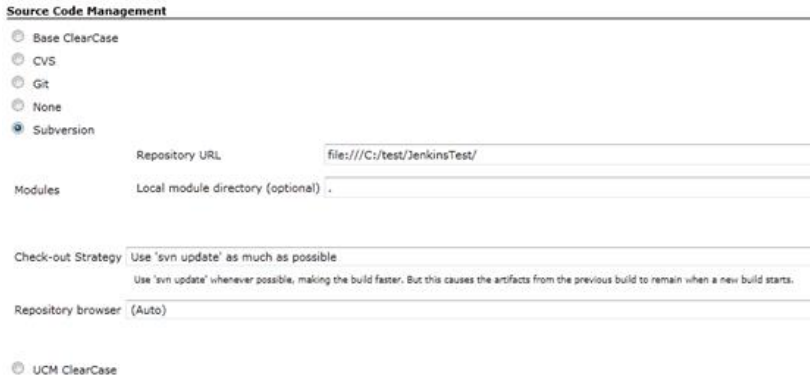 Source Code Management
Base ClearCase
CVS
Git
None
Subversion
Repository URL file:///C:/test/JenkinsTest/
Modules Local module directory (optional) .
Check-out Strategy Use 'svn update' as much as possible
Use 'svn update' whenever possible, making the build faster. But this causes the artifacts from the previous build to remain when a new build starts.
Repository browser (Auto)
UCM ClearCase